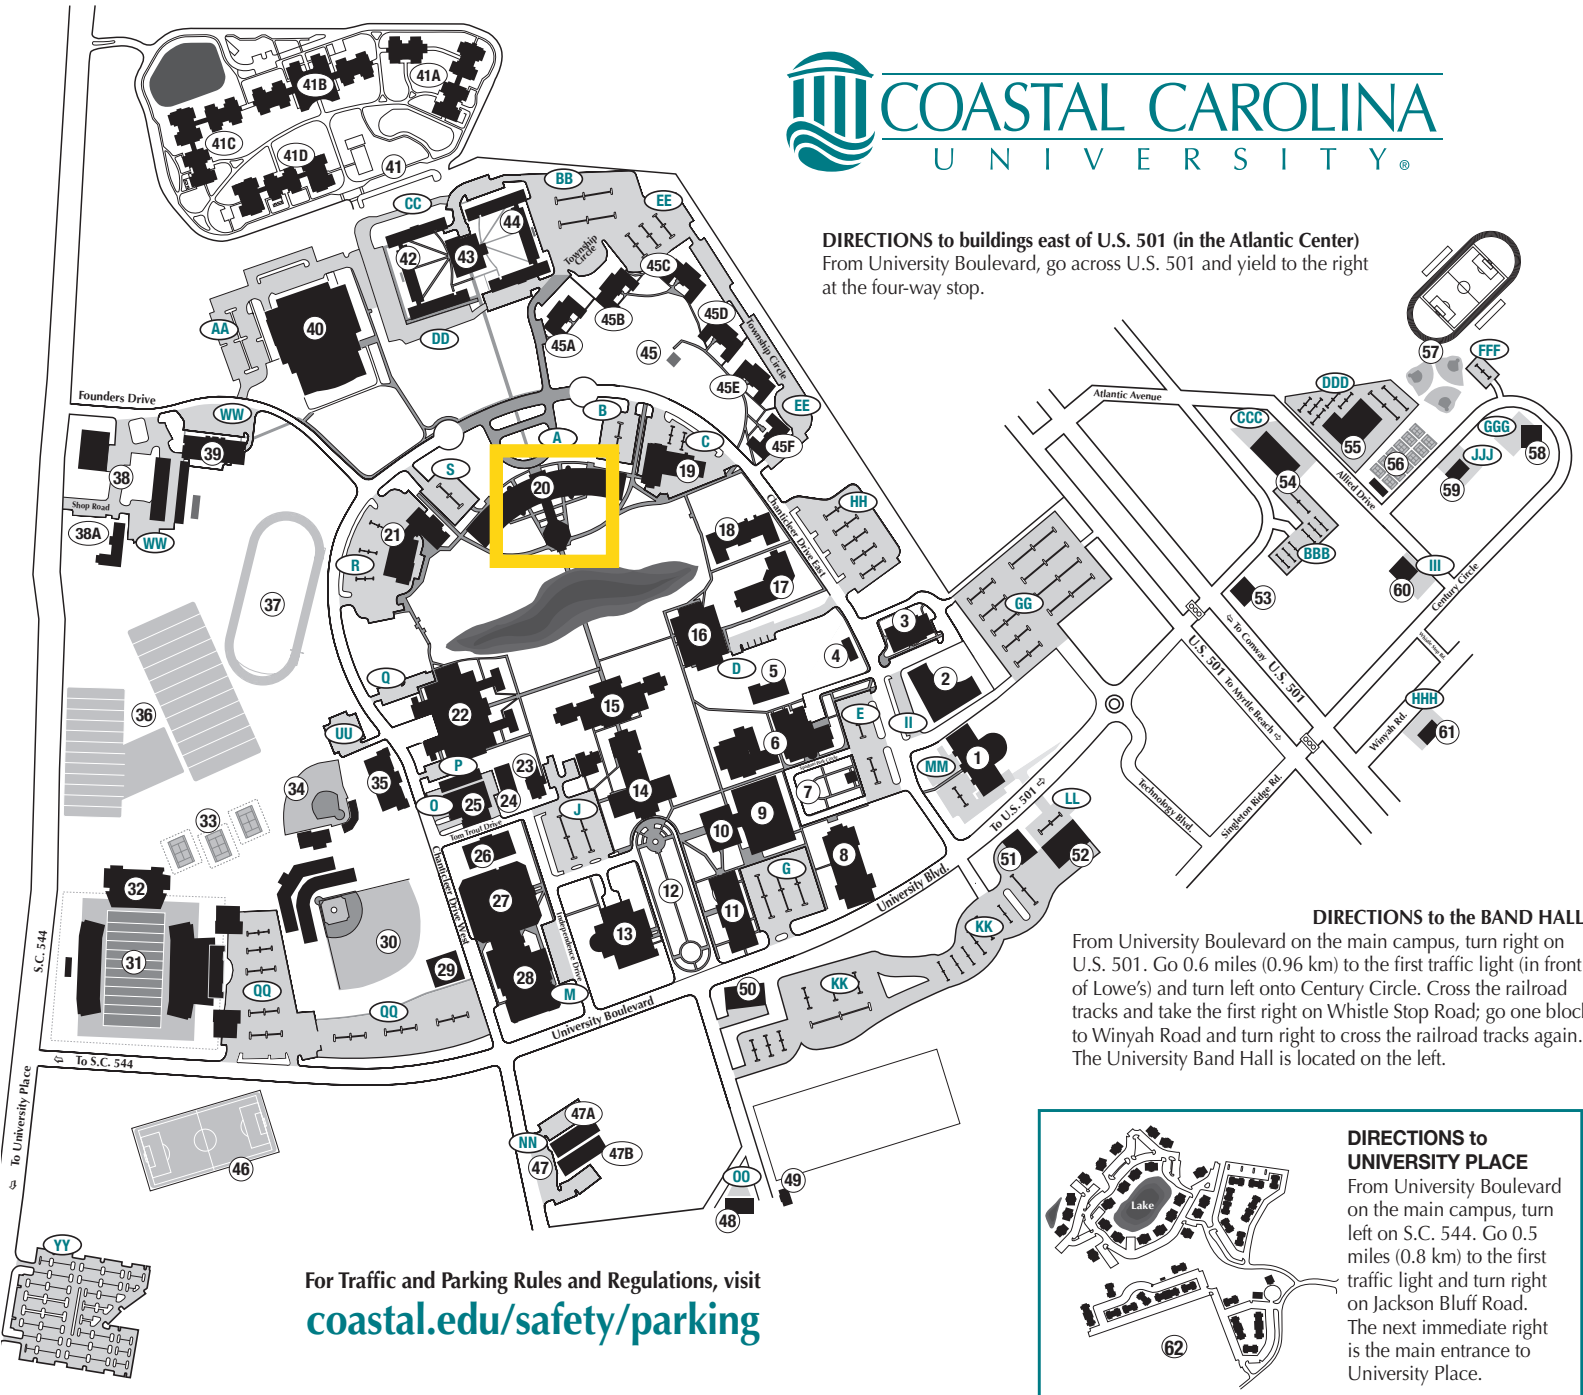 COASTAL CAROLINA
UNIVERSITY®
DIRECTIONS to buildings east of U.S. 501 (in the Atlantic Center)
From University Boulevard, go across U.S. 501 and yield to the right
at the four-way stop.
41B
41A
41C
41D
41
CC
BB
EE
44
42
43
Township
Circle
45C
45B
45D
AA
40
DD
45A
45
Township Circle
45E
EE
45F
57
FFF
DDD
Atlantic Avenue
CCC
GGG
58
55
JJJ
56
59
54
Allied Drive
BBB
III
60
Century Circle
53
Founders Drive
WW
39
38
Shop Road
38A
WW
B
A
C
S
20
19
21
R
37
18
HH
Chanticleer Drive East
17
GG
16
3
D
4
5
2
To Conway
U.S. 501
U.S. 501
To Myrtle Beach
Whistle Stop Rd.
HHH
Winyah Rd.
61
Q
22
15
E
II
6
36
UU
P
23
MM
1
7
34
35
O
25
24
14
Tom Trout Drive
J
9
10
To U.S. 501
LL
Technology Blvd.
Singleton Ridge Rd.
33
26
8
51
52
32
27
12
G
University Blvd.
11
13
Chanticleer Drive West
Independence Drive
KK
S.C. 544
31
30
29
28
QQ
QQ
M
50
KK
University Boulevard
To S.C. 544
To University Place
DIRECTIONS to the BAND HALL
From University Boulevard on the main campus, turn right on
U.S. 501. Go 0.6 miles (0.96 km) to the first traffic light (in front
of Lowe's) and turn left onto Century Circle. Cross the railroad
tracks and take the first right on Whistle Stop Road; go one bloc
to Winyah Road and turn right to cross the railroad tracks again.
The University Band Hall is located on the left.
46
47A
NN
47
47B
OO
49
48
YY
For Traffic and Parking Rules and Regulations, visit
coastal.edu/safety/parking
Lake
62
DIRECTIONS to
UNIVERSITY PLACE
From University Boulevard
on the main campus, turn
left on S.C. 544. Go 0.5
miles (0.8 km) to the first
traffic light and turn right
on Jackson Bluff Road.
The next immediate right
is the main entrance to
University Place.